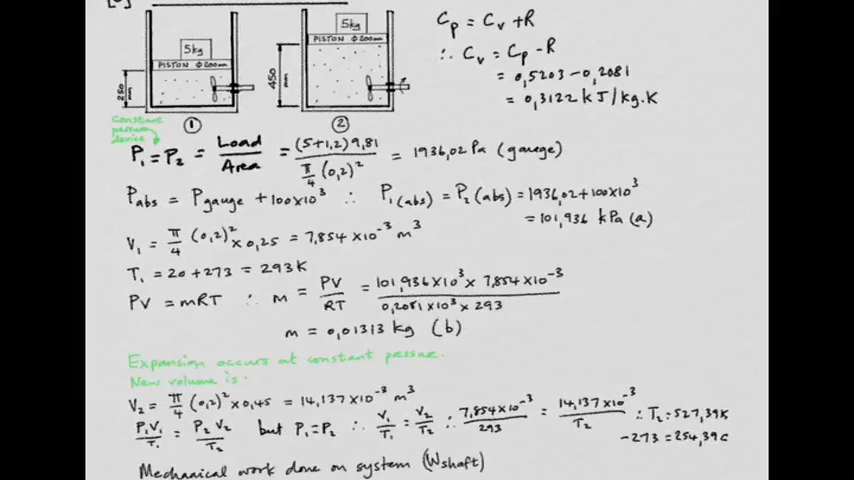 5kg
PISTON Φ200mm
250 mm
①
5kg
PISTON Φ200mm
450 mm
②
Cp = Cv + R
∴ Cv = Cp - R
= 0,5203 - 0,2081
= 0,3122 kJ/kg.K
Constant pressure device
P₁ = P₂ = Load/Area = (5+1,2)9,81 / π/4 (0,2)² = 1936,02 Pa (gauge)
Pabs = Pgauge + 100×10³ ∴ P₁(abs) = P₂(abs) = 1936,02 + 100×10³
= 101,936 kPa (a)
V₁ = π/4 (0,2)² × 0,25 = 7,854 × 10⁻³ m³
T₁ = 20 + 273 = 293K
PV = mRT ∴ m = PV/RT = 101,936×10³ × 7,854×10⁻³ / 0,2081×10³ × 293
m = 0,01313 kg (b)
Expansion occurs at constant pressure.
New volume is:
V₂ = π/4 (0,2)² × 0,45 = 14,137 × 10⁻³ m³
P₁V₁/T₁ = P₂V₂/T₂ but P₁ = P₂ ∴ V₁/T₁ = V₂/T₂ ∴ 7,854×10⁻³/293 = 14,137×10⁻³/T₂ ∴ T₂ = 527,39K
-273 = 254,39C
Mechanical work done on system (Wshaft)